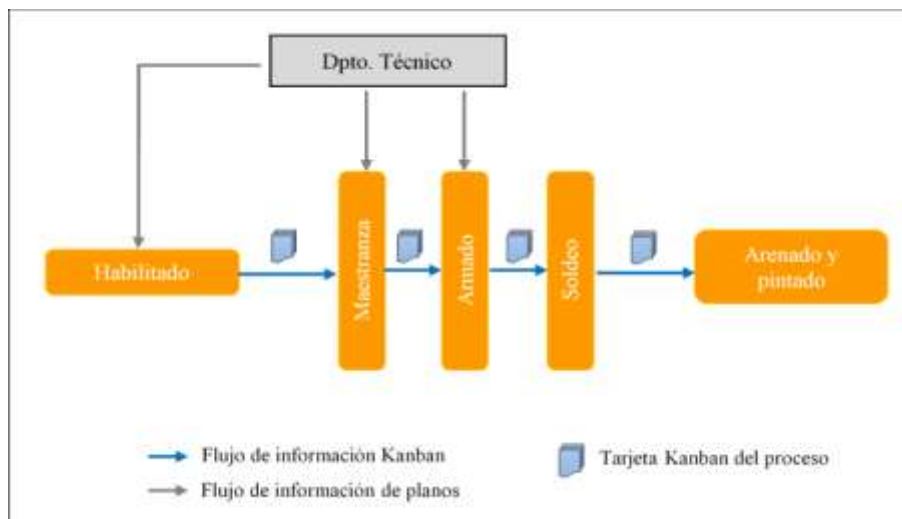 Dpto. Técnico
Habilitado
Maestranza
Armado
Soldeo
Arenado y
pintado
Flujo de información Kanban
Tarjeta Kanban del proceso
Flujo de información de planos